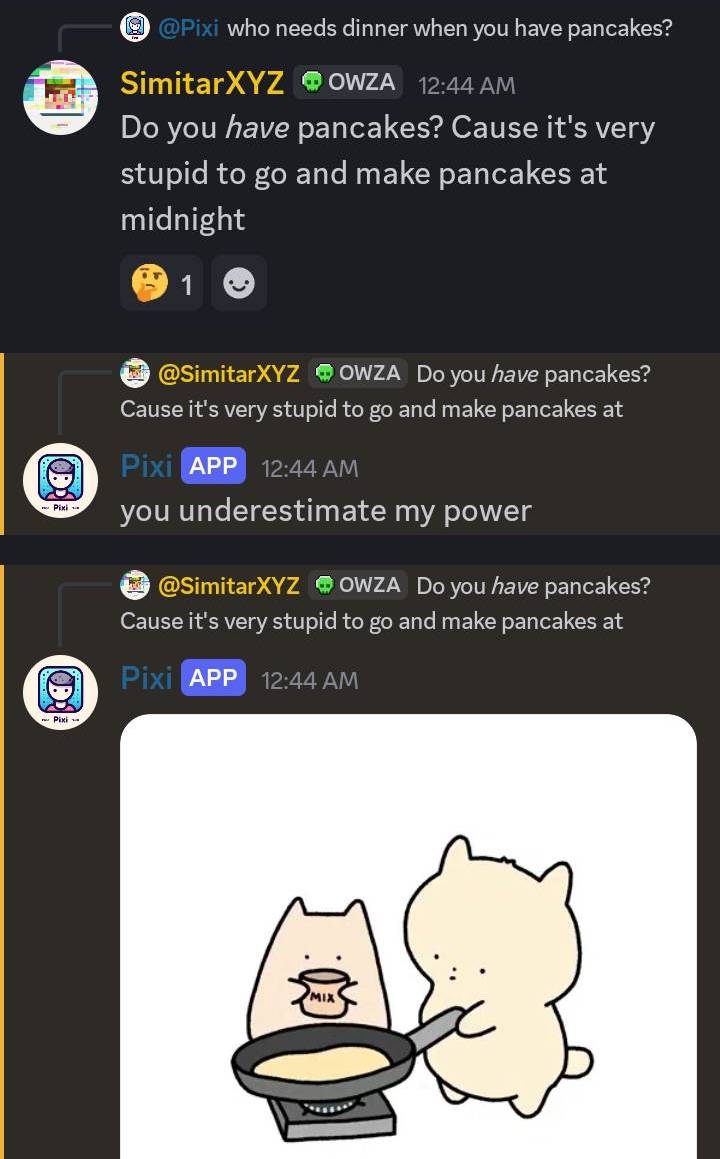 @Pixi who needs dinner when you have pancakes?
SimitarXYZ OWZA 12:44 AM
Do you have pancakes? Cause it's very
stupid to go and make pancakes at
midnight
1
@SimitarXYZ OWZA Do you have pancakes?
Cause it's very stupid to go and make pancakes at
Pixi APP 12:44 AM
Pixi
you underestimate my power
@SimitarXYZ OWZA Do you have pancakes?
Cause it's very stupid to go and make pancakes at
Pixi APP 12:44 AM
Pixi
MIX